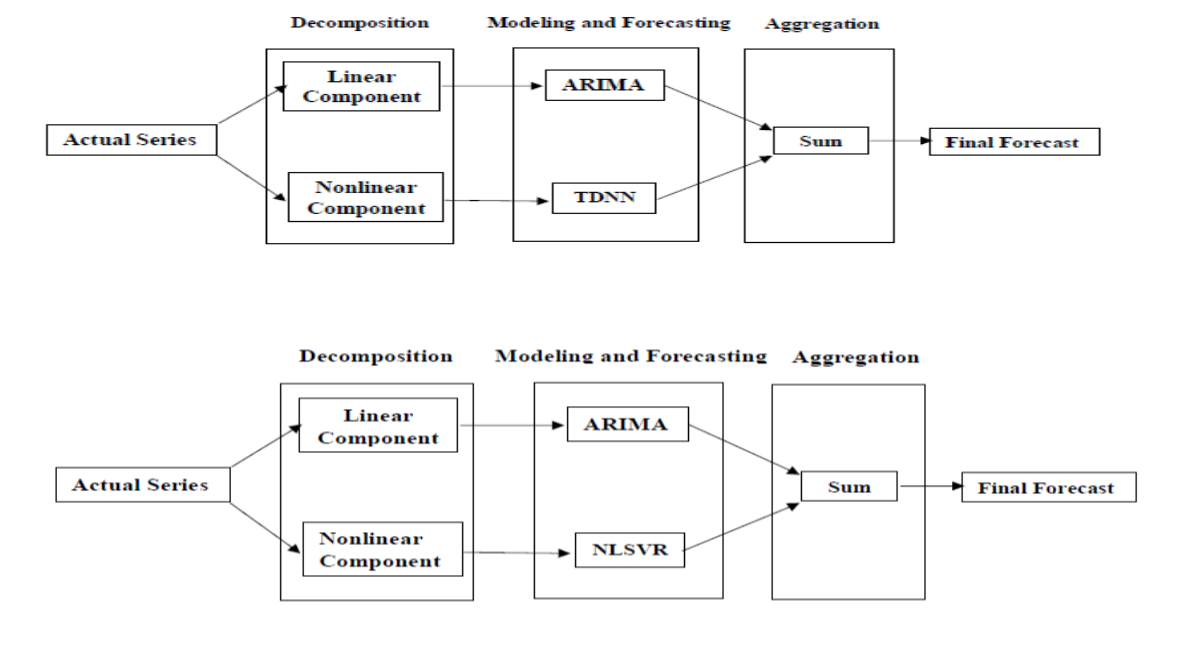 Decomposition Modeling and Forecasting Aggregation
Linear
Component
ARIMA
Actual Series
Sum
Final Forecast
Nonlinear
Component
TDNN
Decomposition Modeling and Forecasting Aggregation
Linear
Component
ARIMA
Actual Series
Sum
Final Forecast
Nonlinear
Component
NLSVR